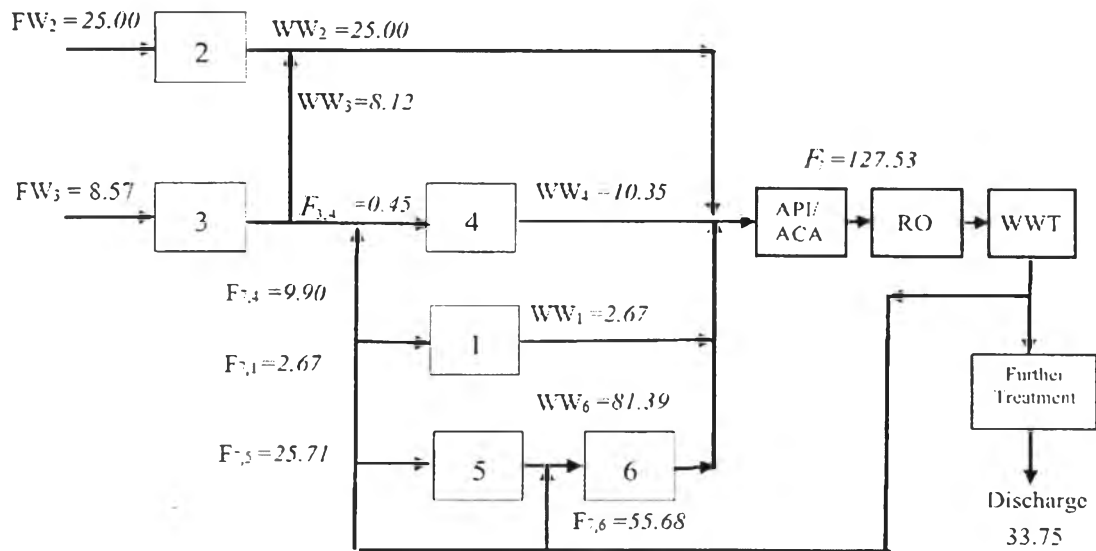 FW₂ = 25.00
2
WW₂ =25.00
WW₃ =8.12
FW₃ = 8.57
3
F₃,₄ =0.45
4
WW₄ =10.35
F₇ =127.53
API/
ACA
RO
WWT
F₇,₄ =9.90
F₇,₁ =2.67
1
WW₁ =2.67
Further
Treatment
WW₆ =81.39
F₇,₅ =25.71
5
6
F₇,₆ =55.68
Discharge
33.75